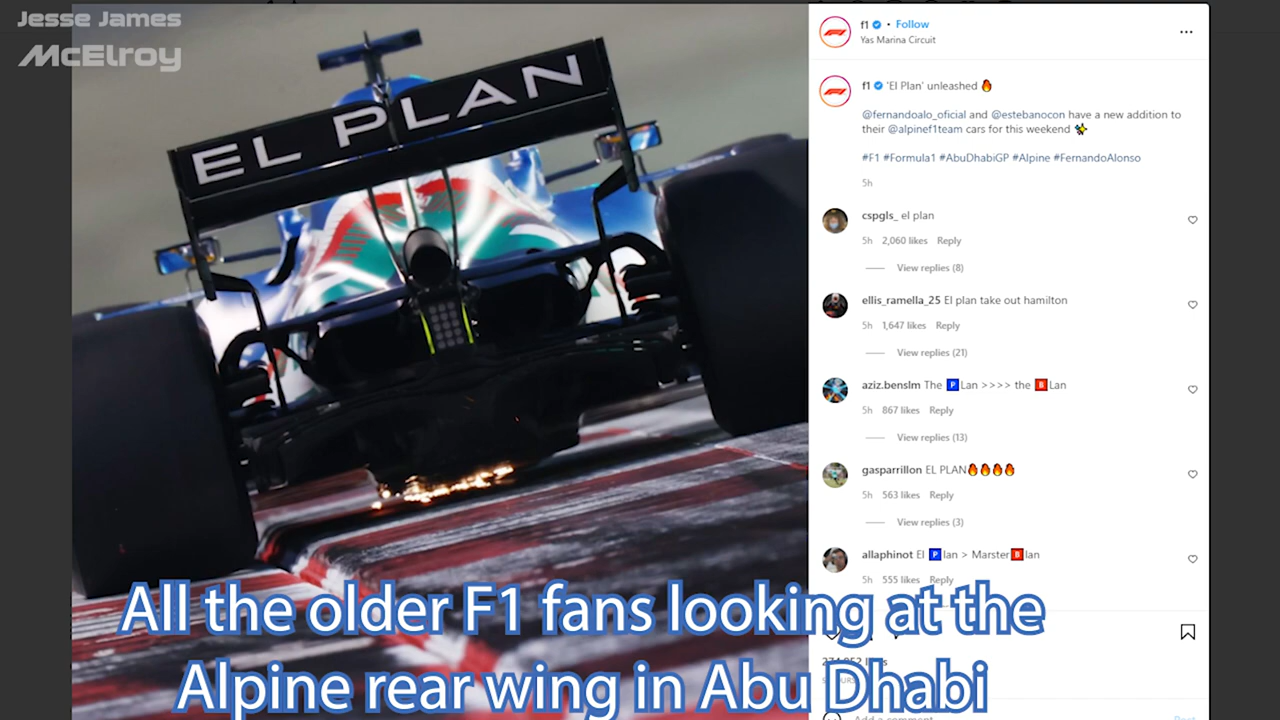 Jesse James
McElroy
EL PLAN
f1 • Follow
Yas Marina Circuit
f1 'El Plan' unleashed 🔥
@fernandoalo_oficial and @estebanocon have a new addition to
their @alpinef1team cars for this weekend ✨
#F1 #Formula1 #AbuDhabiGP #Alpine #FernandoAlonso
5h
cspgls_ el plan
5h 2,060 likes Reply
View replies (8)
ellis_ramella_25 El plan take out hamilton
5h 1,647 likes Reply
View replies (21)
aziz.benslm The 🅿Lan >>>> the 🅱Lan
5h 867 likes Reply
View replies (13)
gasparrillon EL PLAN🔥🔥🔥🔥
5h 563 likes Reply
View replies (3)
allaphinot El 🅿lan > Marster🅱lan
5h 555 likes Reply
All the older F1 fans looking at the
Alpine rear wing in Abu Dhabi